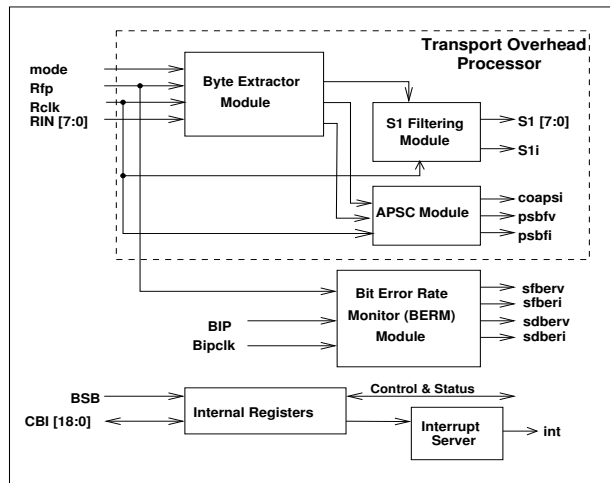 Transport Overhead
Processor
mode
Rfp
Rclk
RIN [7:0]
Byte Extractor
Module
S1 Filtering
Module
S1 [7:0]
S1i
APSC Module
coapsi
psbfv
psbfi
Bit Error Rate
Monitor (BERM)
Module
BIP
Bipclk
sfberv
sfberi
sdberv
sdberi
BSB
CBI [18:0]
Internal Registers
Control & Status
Interrupt
Server
int